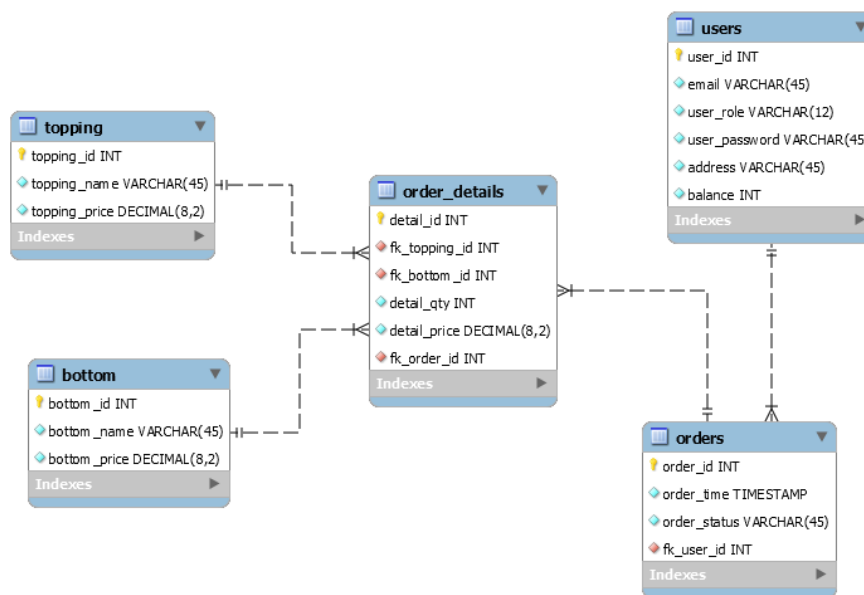 users
user_id INT
email VARCHAR(45)
user_role VARCHAR(12)
user_password VARCHAR(45
address VARCHAR(45)
balance INT
Indexes
topping
topping_id INT
topping_name VARCHAR(45)
topping_price DECIMAL(8,2)
Indexes
order_details
detail_id INT
fk_topping_id INT
fk_bottom_id INT
detail_qty INT
detail_price DECIMAL(8,2)
fk_order_id INT
Indexes
bottom
bottom_id INT
bottom_name VARCHAR(45)
bottom_price DECIMAL(8,2)
Indexes
orders
order_id INT
order_time TIMESTAMP
order_status VARCHAR(45)
fk_user_id INT
Indexes